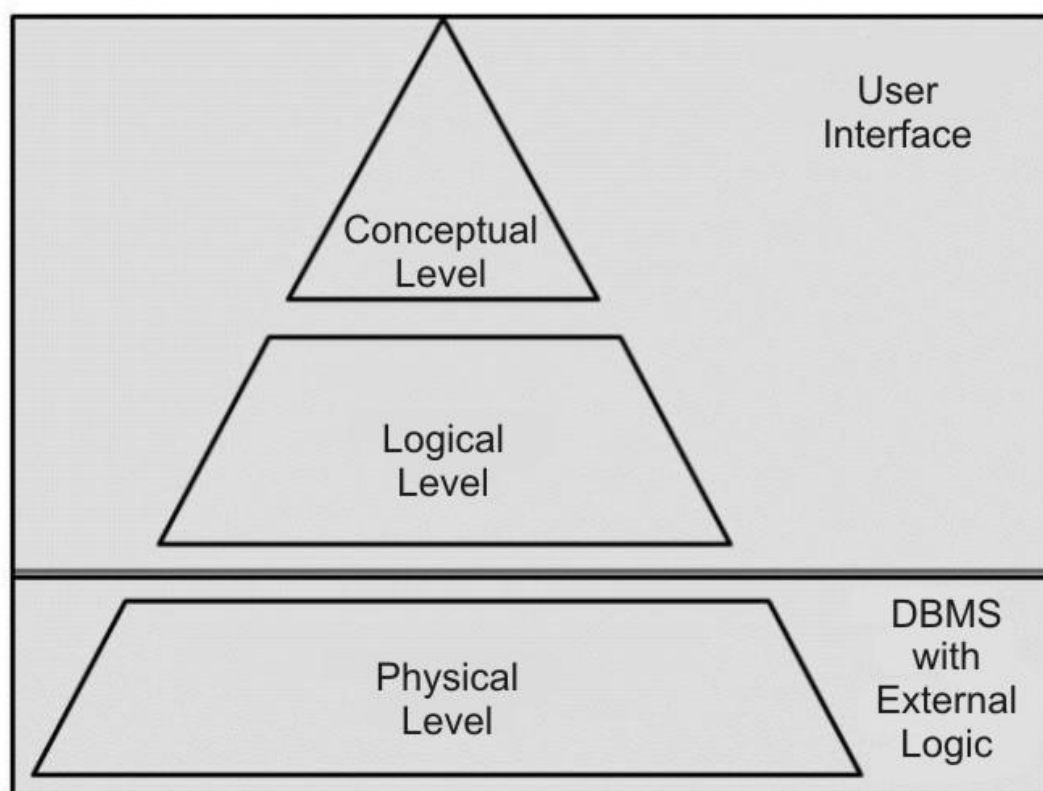 User
Interface
Conceptual
Level
Logical
Level
Physical
Level
DBMS
with
External
Logic